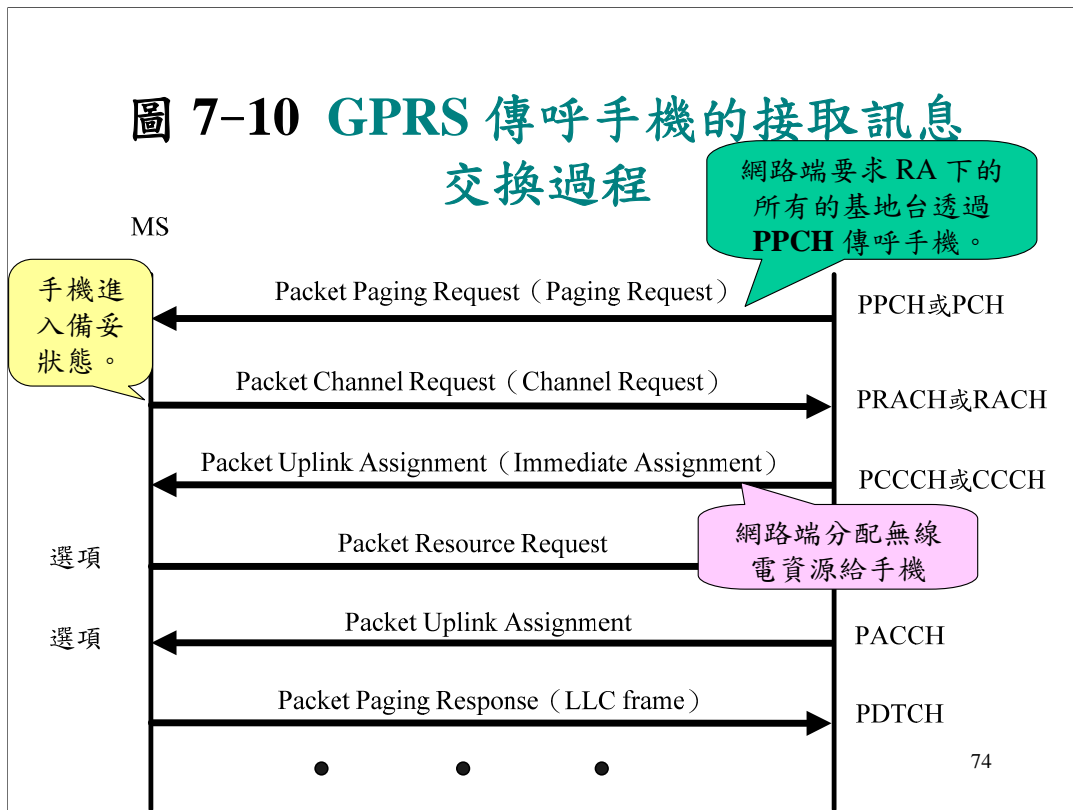 圖 7-10 GPRS 傳呼手機的接取訊息
交換過程
網路端要求 RA 下的
所有的基地台透過
PPCH 傳呼手機。
MS
手機進
入備妥
狀態。
Packet Paging Request（Paging Request）
PPCH或PCH
Packet Channel Request（Channel Request）
PRACH或RACH
Packet Uplink Assignment（Immediate Assignment）
PCCCH或CCCH
網路端分配無線
電資源給手機
選項
Packet Resource Request
選項
Packet Uplink Assignment
PACCH
Packet Paging Response（LLC frame）
PDTCH
74